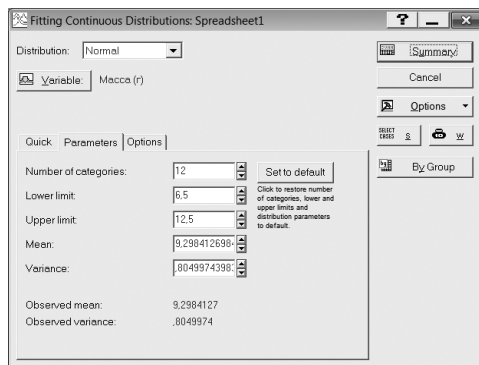 Fitting Continuous Distributions: Spreadsheet1
Distribution: Normal
Variable: Macca (r)
Quick Parameters Options
Number of categories: 12
Lower limit: 6,5
Upper limit: 12,5
Mean: 9,298412698
Variance: ,804997439
Observed mean: 9,2984127
Observed variance: ,8049974
Set to default
Click to restore number
of categories, lower and
upper limits and
distribution parameters
to default.
? _ ×
Summary
Cancel
Options
SELECT CASES S W
By Group